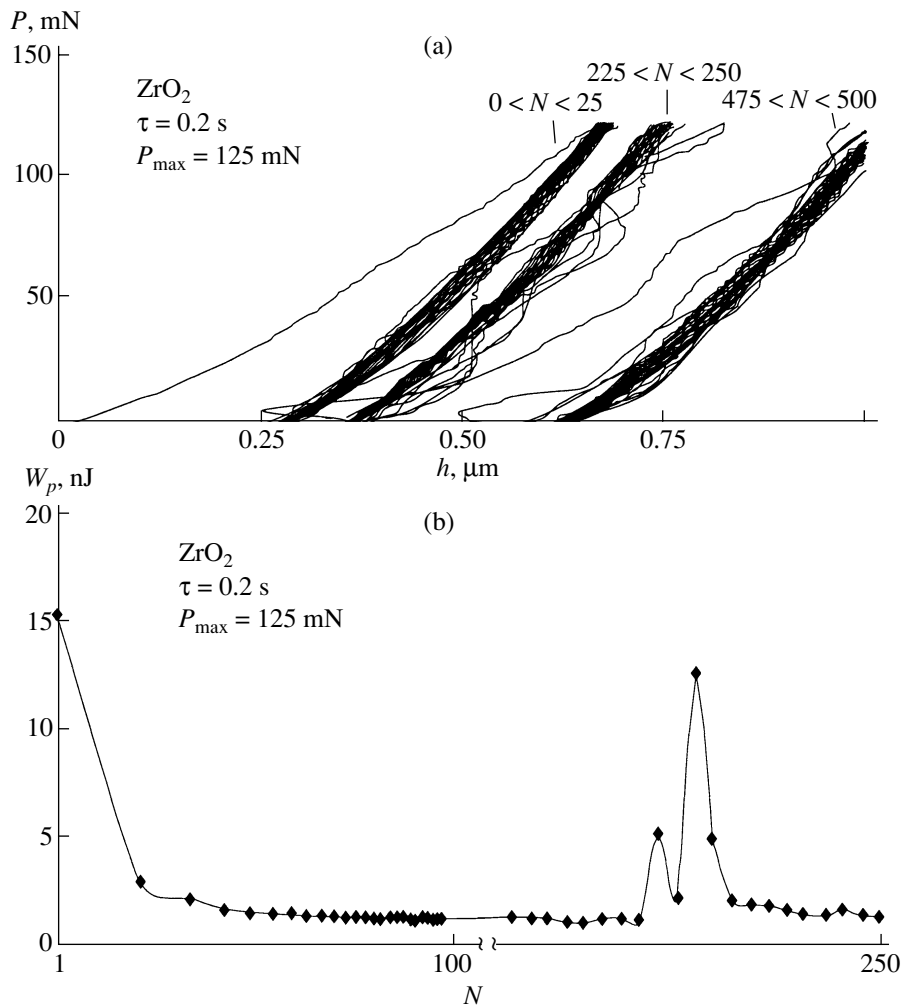 P, mN
(a)
150
ZrO2
τ = 0.2 s
Pmax = 125 mN
0 < N < 25
225 < N < 250
475 < N < 500
100
50
0
0.25
0.50
0.75
h, μm
Wp, nJ
(b)
20
ZrO2
τ = 0.2 s
Pmax = 125 mN
15
10
5
0
1
100
250
N